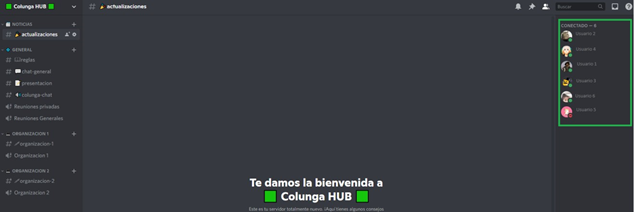 Colunga HUB
# actualizaciones
Buscar
NOTICIAS
actualizaciones
GENERAL
reglas
chat-general
presentacion
colunga-chat
Reuniones privadas
Reuniones Generales
ORGANIZACION 1
organizacion-1
Organizacion 1
ORGANIZACION 2
organizacion-2
Organizacion 2
Te damos la bienvenida a
Colunga HUB
Este es tu servidor totalmente nuevo. ¡Aquí tienes algunos consejos
CONECTADO — 6
Usuario 2
Usuario 4
Usuario 1
Usuario 3
Usuario 6
Usuario 5